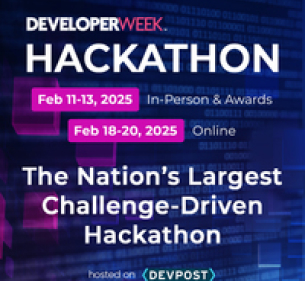 DEVELOPERWEEK.
HACKATHON
Feb 11-13, 2025 In-Person & Awards
Feb 18-20, 2025 Online
The Nation's Largest
Challenge-Driven
Hackathon
hosted on DEVPOST